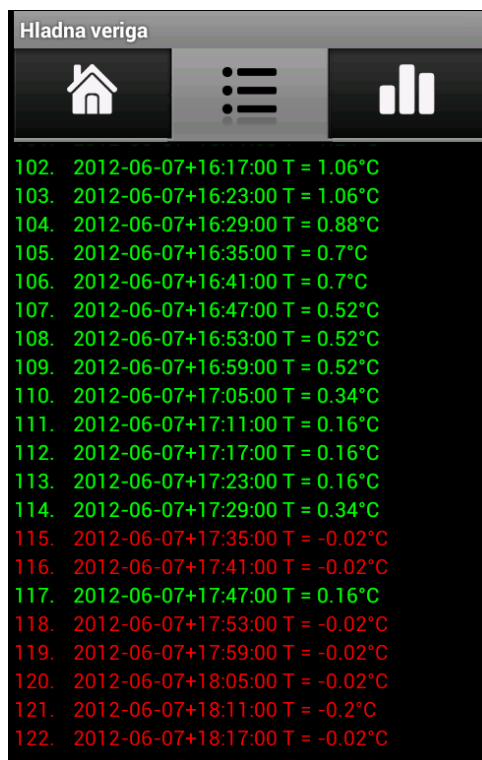 Hladna veriga
102. 2012-06-07+16:17:00 T = 1.06°C
103. 2012-06-07+16:23:00 T = 1.06°C
104. 2012-06-07+16:29:00 T = 0.88°C
105. 2012-06-07+16:35:00 T = 0.7°C
106. 2012-06-07+16:41:00 T = 0.7°C
107. 2012-06-07+16:47:00 T = 0.52°C
108. 2012-06-07+16:53:00 T = 0.52°C
109. 2012-06-07+16:59:00 T = 0.52°C
110. 2012-06-07+17:05:00 T = 0.34°C
111. 2012-06-07+17:11:00 T = 0.16°C
112. 2012-06-07+17:17:00 T = 0.16°C
113. 2012-06-07+17:23:00 T = 0.16°C
114. 2012-06-07+17:29:00 T = 0.34°C
115. 2012-06-07+17:35:00 T = -0.02°C
116. 2012-06-07+17:41:00 T = -0.02°C
117. 2012-06-07+17:47:00 T = 0.16°C
118. 2012-06-07+17:53:00 T = -0.02°C
119. 2012-06-07+17:59:00 T = -0.02°C
120. 2012-06-07+18:05:00 T = -0.02°C
121. 2012-06-07+18:11:00 T = -0.2°C
122. 2012-06-07+18:17:00 T = -0.02°C